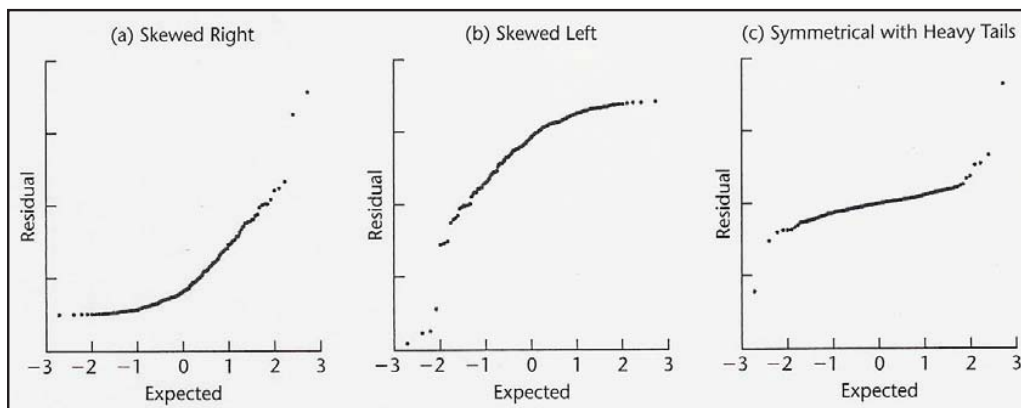 (a) Skewed Right
Residual
−3 −2 −1 0 1 2 3
Expected
(b) Skewed Left
Residual
−3 −2 −1 0 1 2 3
Expected
(c) Symmetrical with Heavy Tails
Residual
−3 −2 −1 0 1 2 3
Expected